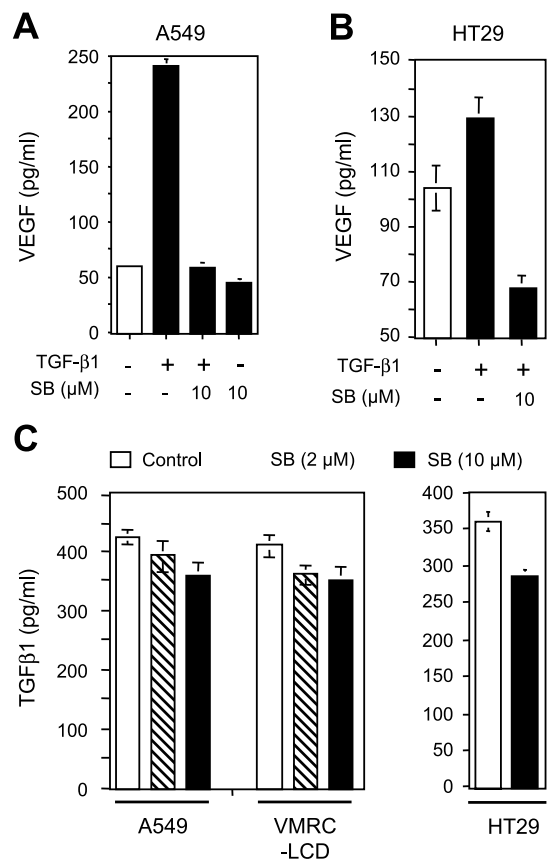 A
A549
VEGF (pg/ml)
250
200
150
100
50
0
TGF-β1 - + + -
SB (μM) - - 10 10
B
HT29
VEGF (pg/ml)
150
130
110
90
70
50
TGF-β1 - + +
SB (μM) - - 10
C
Control SB (2 μM) SB (10 μM)
TGFβ1 (pg/ml)
500
400
300
200
100
0
A549
VMRC
-LCD
400
350
300
250
200
150
100
50
0
HT29